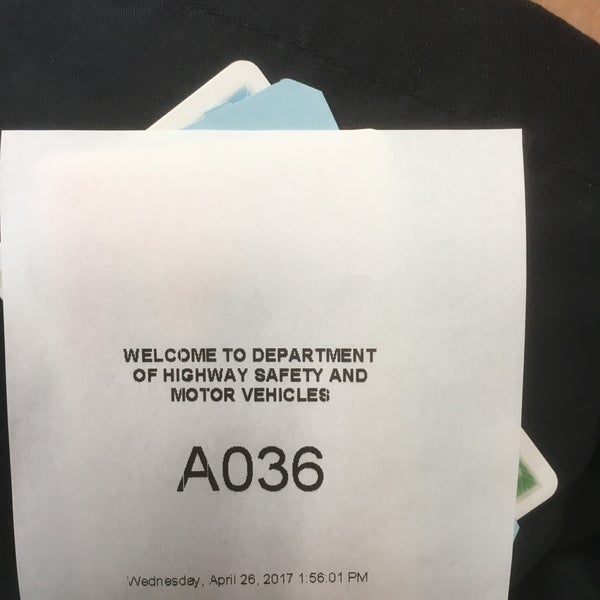 WELCOME TO DEPARTMENT
OF HIGHWAY SAFETY AND
MOTOR VEHICLES
A036
Wednesday, April 26, 2017 1:56:01 PM